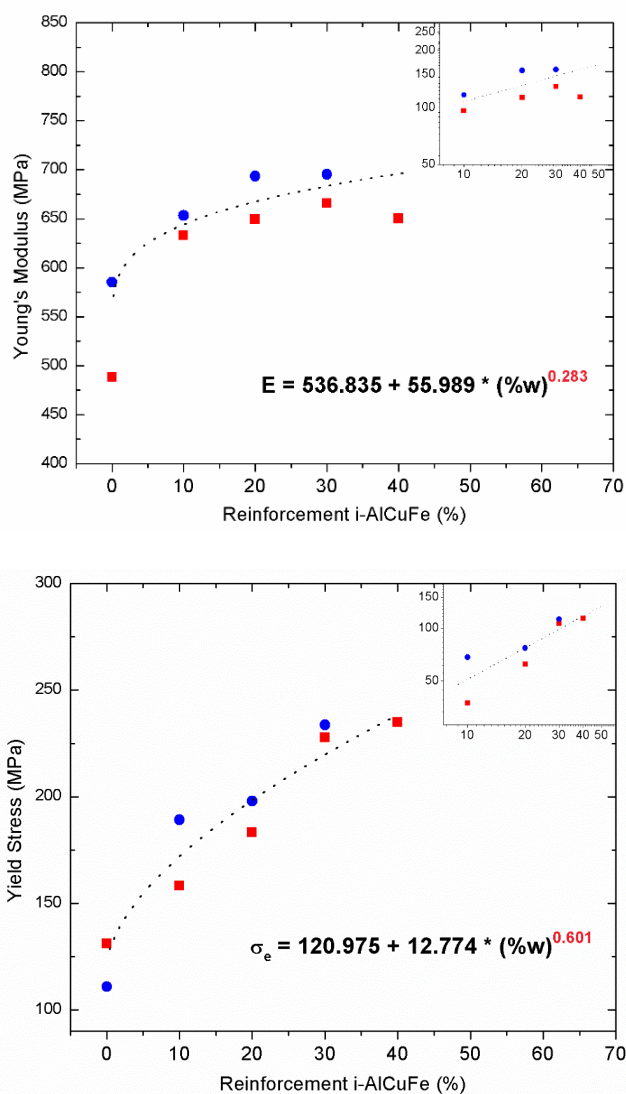 850
800
750
700
650
600
550
500
450
400
Young's Modulus (MPa)
250
200
150
100
50
10 20 30 40 50
E = 536.835 + 55.989 * (%w)^0.283
0 10 20 30 40 50 60 70
Reinforcement i-AlCuFe (%)
300
250
200
150
100
Yield Stress (MPa)
150
100
50
10 20 30 40 50
σe = 120.975 + 12.774 * (%w)^0.601
0 10 20 30 40 50 60 70
Reinforcement i-AlCuFe (%)